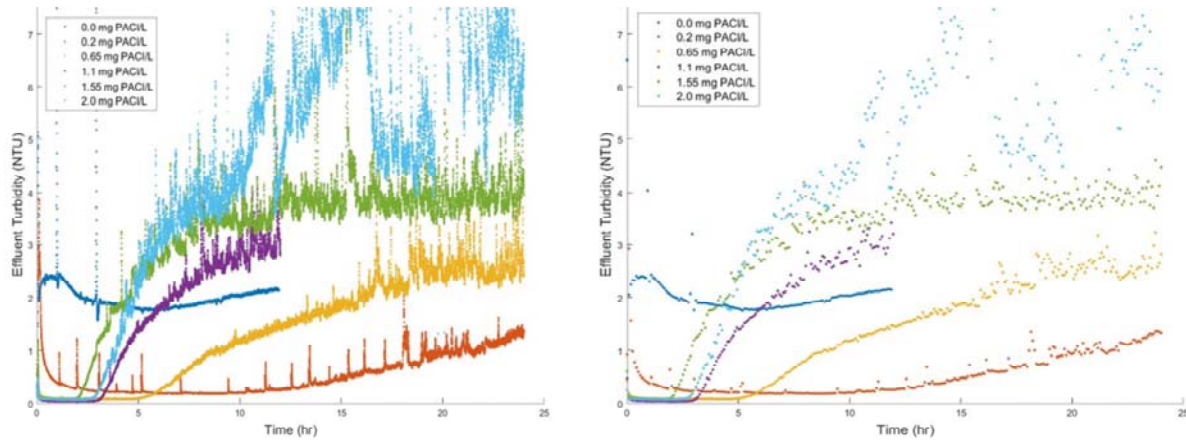 7
6
5
4
3
2
1
0
Effluent Turbidity (NTU)
0.0 mg PACl/L
0.2 mg PACl/L
0.65 mg PACl/L
1.1 mg PACl/L
1.55 mg PACl/L
2.0 mg PACl/L
0 5 10 15 20 25
Time (hr)
7
6
5
4
3
2
1
0
Effluent Turbidity (NTU)
0.0 mg PACl/L
0.2 mg PACl/L
0.65 mg PACl/L
1.1 mg PACl/L
1.55 mg PACl/L
2.0 mg PACl/L
0 5 10 15 20 25
Time (hr)